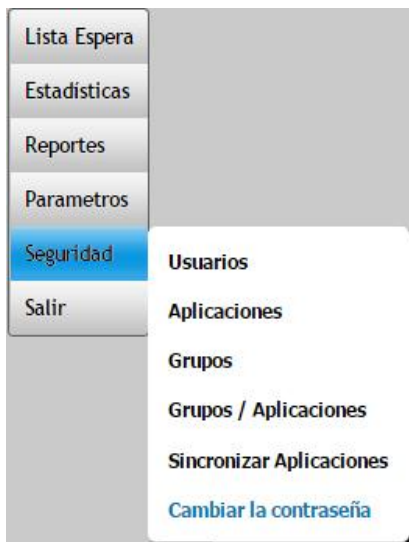 Lista Espera
Estadísticas
Reportes
Parametros
Seguridad
Salir
Usuarios
Aplicaciones
Grupos
Grupos / Aplicaciones
Sincronizar Aplicaciones
Cambiar la contraseña